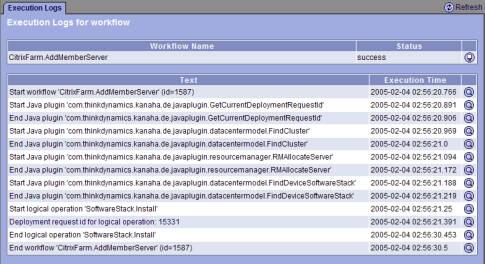 Execution Logs
Refresh
Execution Logs for workflow
Workflow Name Status
CitrixFarm.AddMemberServer success
Text Execution Time
Start workflow 'CitrixFarm.AddMemberServer' (id=1587) 2005-02-04 02:56:20.766
Start Java plugin 'com.thinkdynamics.kanaha.de.javaplugin.GetCurrentDeploymentRequestId' 2005-02-04 02:56:20.891
End Java plugin 'com.thinkdynamics.kanaha.de.javaplugin.GetCurrentDeploymentRequestId' 2005-02-04 02:56:20.906
Start Java plugin 'com.thinkdynamics.kanaha.de.javaplugin.datacentermodel.FindCluster' 2005-02-04 02:56:20.969
End Java plugin 'com.thinkdynamics.kanaha.de.javaplugin.datacentermodel.FindCluster' 2005-02-04 02:56:21.0
Start Java plugin 'com.thinkdynamics.kanaha.de.javaplugin.resourcemanager.RMAllocateServer' 2005-02-04 02:56:21.094
End Java plugin 'com.thinkdynamics.kanaha.de.javaplugin.resourcemanager.RMAllocateServer' 2005-02-04 02:56:21.172
Start Java plugin 'com.thinkdynamics.kanaha.de.javaplugin.datacentermodel.FindDeviceSoftwareStack' 2005-02-04 02:56:21.188
End Java plugin 'com.thinkdynamics.kanaha.de.javaplugin.datacentermodel.FindDeviceSoftwareStack' 2005-02-04 02:56:21.219
Start logical operation 'SoftwareStack.Install' 2005-02-04 02:56:21.25
Deployment request id for logical operation: 15331 2005-02-04 02:56:21.391
End logical operation 'SoftwareStack.Install' 2005-02-04 02:56:30.453
End workflow 'CitrixFarm.AddMemberServer' (id=1587) 2005-02-04 02:56:30.5